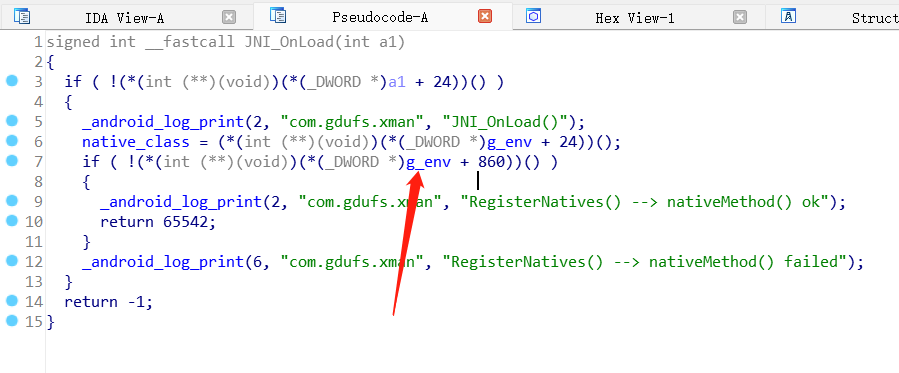 IDA View-A Pseudocode-A Hex View-1 Struct
1 signed int __fastcall JNI_OnLoad(int a1)
2 {
3 if ( !(*(int (**)(void))(*(_DWORD *)a1 + 24))() )
4 {
5 _android_log_print(2, "com.gdufs.xman", "JNI_OnLoad()");
6 native_class = (*(int (**)(void))(*(_DWORD *)g_env + 24))();
7 if ( !(*(int (**)(void))(*(_DWORD *)g_env + 860))() )
8 {
9 _android_log_print(2, "com.gdufs.xman", "RegisterNatives() --> nativeMethod() ok");
10 return 65542;
11 }
12 _android_log_print(6, "com.gdufs.xman", "RegisterNatives() --> nativeMethod() failed");
13 }
14 return -1;
15 }